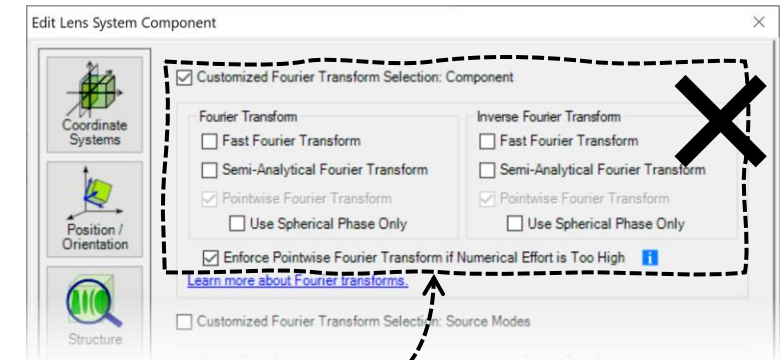 Edit Lens System Component
Customized Fourier Transform Selection: Component
Coordinate
Systems
Fourier Transform
Inverse Fourier Transform
Fast Fourier Transform
Fast Fourier Transform
Semi-Analytical Fourier Transform
Semi-Analytical Fourier Transform
Pointwise Fourier Transform
Pointwise Fourier Transform
Use Spherical Phase Only
Use Spherical Phase Only
Position /
Orientation
Enforce Pointwise Fourier Transform if Numerical Effort is Too High
Learn more about Fourier transforms.
Customized Fourier Transform Selection: Source Modes
Structure